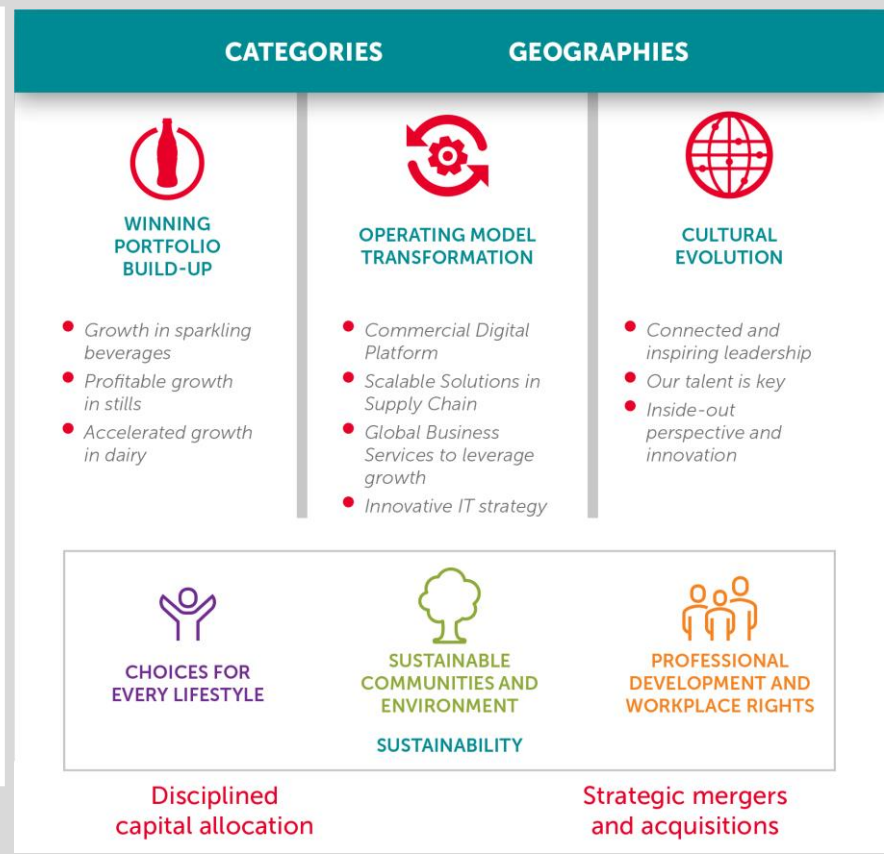 CATEGORIES
GEOGRAPHIES
WINNING
PORTFOLIO
BUILD-UP
• Growth in sparkling
beverages
• Profitable growth
in stills
• Accelerated growth
in dairy
OPERATING MODEL
TRANSFORMATION
• Commercial Digital
Platform
• Scalable Solutions in
Supply Chain
• Global Business
Services to leverage
growth
• Innovative IT strategy
CULTURAL
EVOLUTION
• Connected and
inspiring leadership
• Our talent is key
• Inside-out
perspective and
innovation
CHOICES FOR
EVERY LIFESTYLE
SUSTAINABLE
COMMUNITIES AND
ENVIRONMENT
PROFESSIONAL
DEVELOPMENT AND
WORKPLACE RIGHTS
SUSTAINABILITY
Disciplined
capital allocation
Strategic mergers
and acquisitions